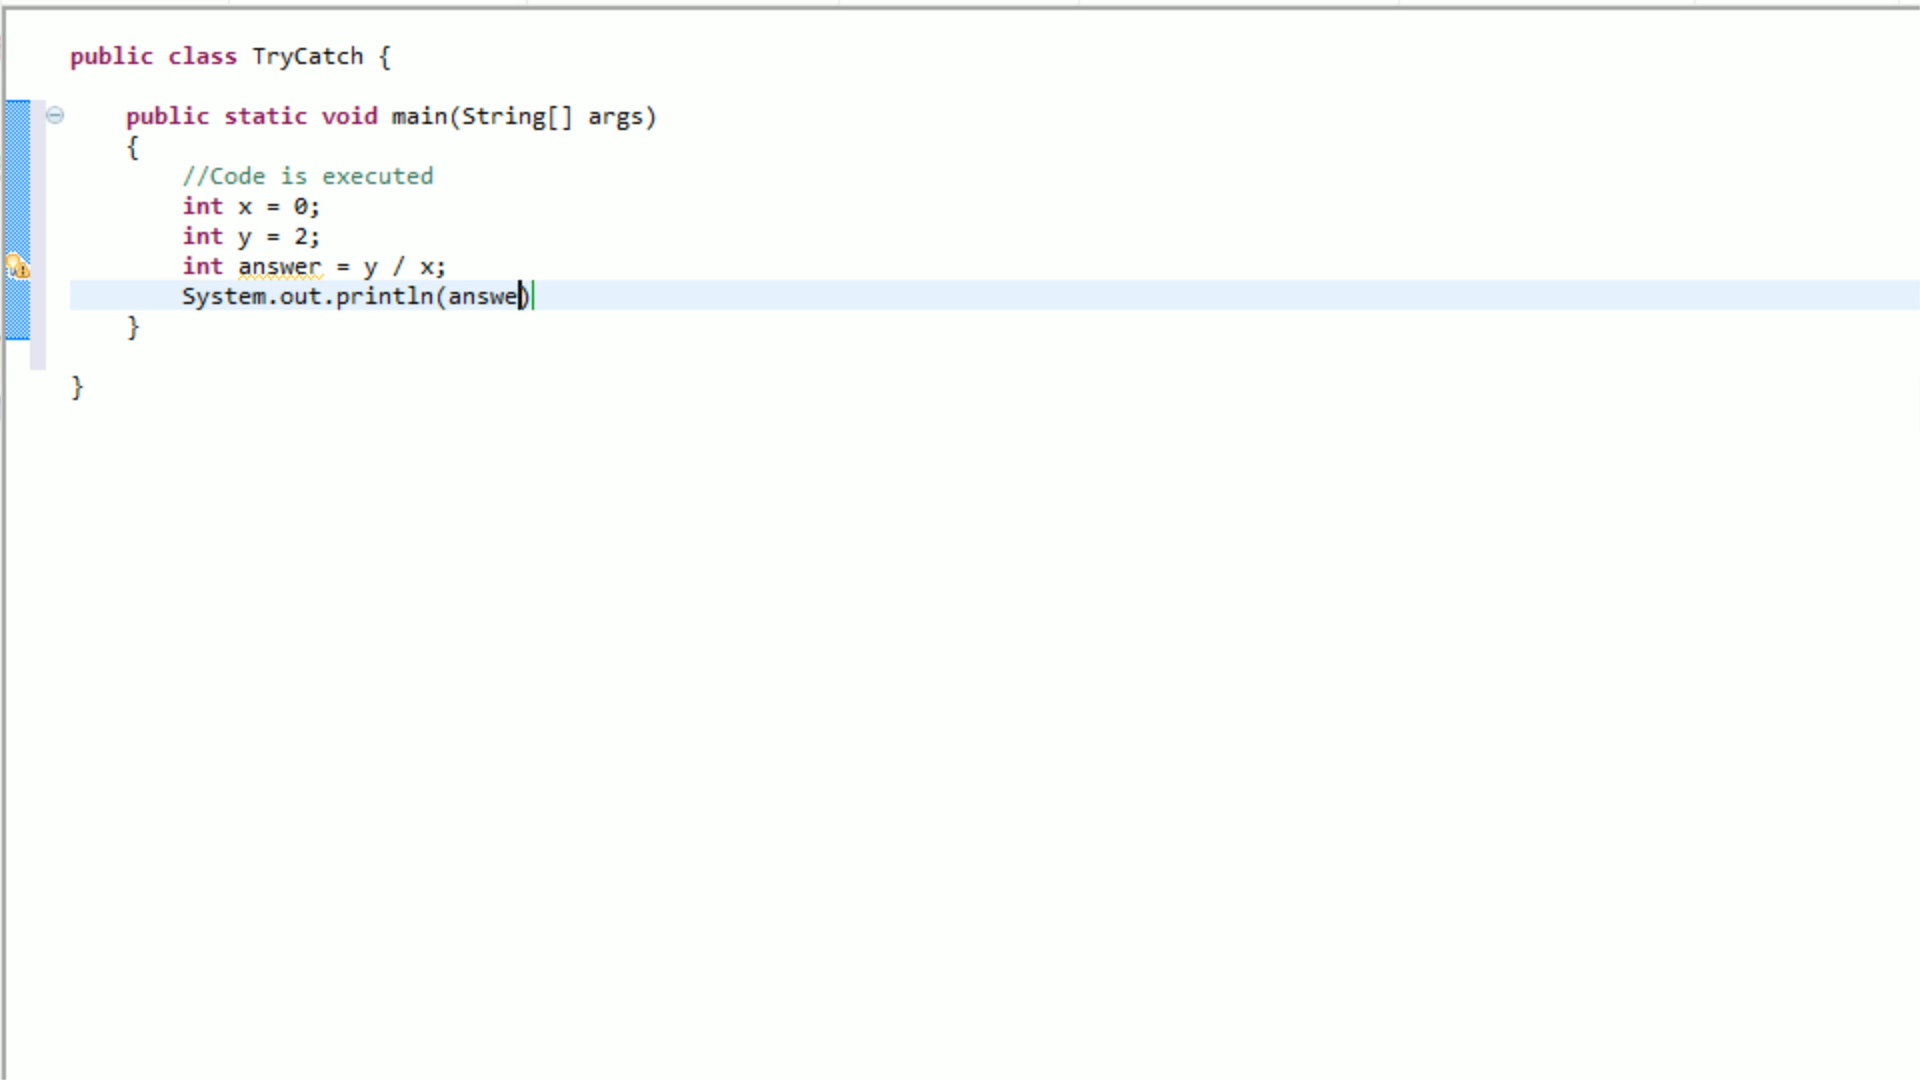 public class TryCatch {
public static void main(String[] args)
{
//Code is executed
int x = 0;
int y = 2;
int answer = y / x;
System.out.println(answe)
}
}